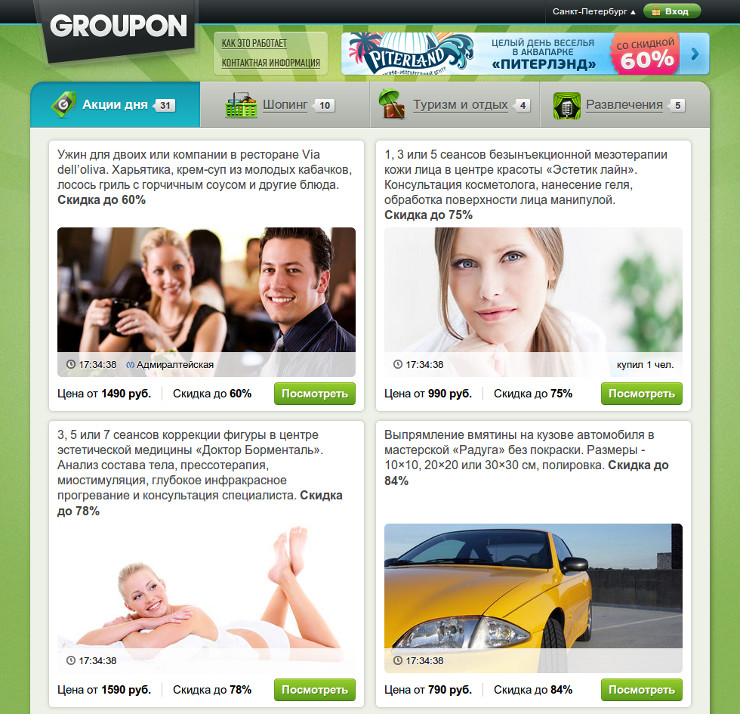 GROUPON
Санкт-Петербург ▲
Вход
КАК ЭТО РАБОТАЕТ
КОНТАКТНАЯ ИНФОРМАЦИЯ
PITERLAND
ЦЕЛЫЙ ДЕНЬ ВЕСЕЛЬЯ
В АКВАПАРКЕ
«ПИТЕРЛЭНД»
СО СКИДКОЙ
60%
Акции дня 31
Шопинг 10
Туризм и отдых 4
Развлечения 5
Ужин для двоих или компании в ресторане Via
dell’oliva. Харьятика, крем-суп из молодых кабачков,
лосось гриль с горчичным соусом и другие блюда.
Скидка до 60%
17:34:38 Адмиралтейская
Цена от 1490 руб. Скидка до 60% Посмотреть
1, 3 или 5 сеансов безынъекционной мезотерапии
кожи лица в центре красоты «Эстетик лайн».
Консультация косметолога, нанесение геля,
обработка поверхности лица манипулой.
Скидка до 75%
17:34:38 купил 1 чел.
Цена от 990 руб. Скидка до 75% Посмотреть
3, 5 или 7 сеансов коррекции фигуры в центре
эстетической медицины «Доктор Борменталь».
Анализ состава тела, прессотерапия,
миостимуляция, глубокое инфракрасное
прогревание и консультация специалиста. Скидка
до 78%
17:34:38
Цена от 1590 руб. Скидка до 78% Посмотреть
Выпрямление вмятины на кузове автомобиля в
мастерской «Радуга» без покраски. Размеры -
10×10, 20×20 или 30×30 см, полировка. Скидка до
84%
17:34:38
Цена от 790 руб. Скидка до 84% Посмотреть